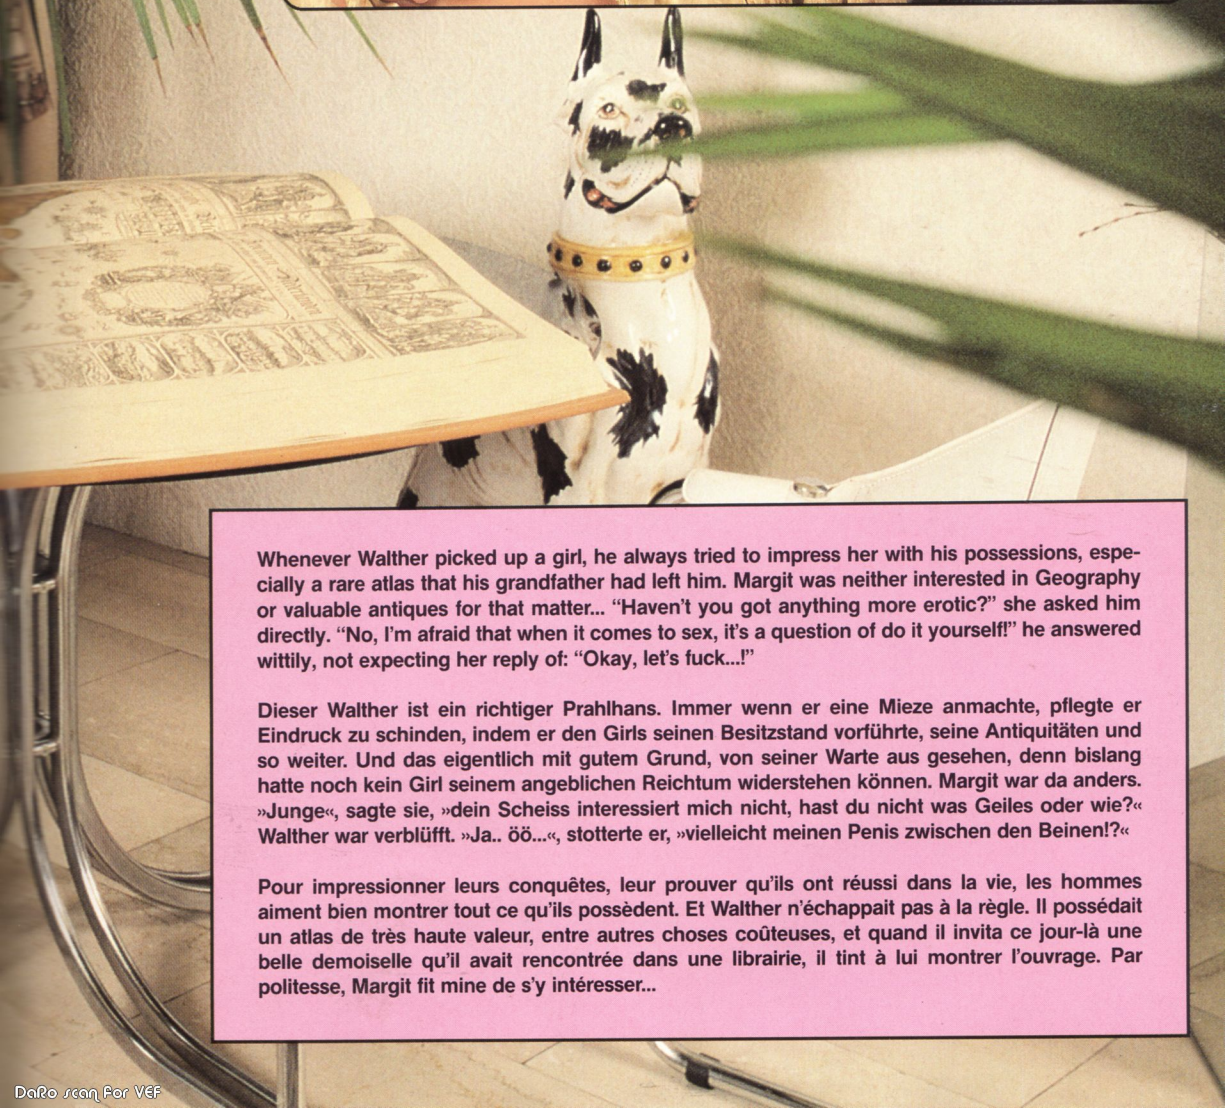 Whenever Walther picked up a girl, he always tried to impress her with his possessions, espe-
cially a rare atlas that his grandfather had left him. Margit was neither interested in Geography
or valuable antiques for that matter... “Haven’t you got anything more erotic?” she asked him
directly. “No, I’m afraid that when it comes to sex, it’s a question of do it yourself!” he answered
wittily, not expecting her reply of: “Okay, let’s fuck...!”
Dieser Walther ist ein richtiger Prahlhans. Immer wenn er eine Mieze anmachte, pflegte er
Eindruck zu schinden, indem er den Girls seinen Besitzstand vorführte, seine Antiquitäten und
so weiter. Und das eigentlich mit gutem Grund, von seiner Warte aus gesehen, denn bislang
hatte noch kein Girl seinem angeblichen Reichtum widerstehen können. Margit war da anders.
»Junge«, sagte sie, »dein Scheiss interessiert mich nicht, hast du nicht was Geiles oder wie?«
Walther war verblüfft. »Ja.. öö...«, stotterte er, »vielleicht meinen Penis zwischen den Beinen!?«
Pour impressionner leurs conquêtes, leur prouver qu’ils ont réussi dans la vie, les hommes
aiment bien montrer tout ce qu’ils possèdent. Et Walther n’échappait pas à la règle. Il possédait
un atlas de très haute valeur, entre autres choses coûteuses, et quand il invita ce jour-là une
belle demoiselle qu’il avait rencontrée dans une librairie, il tint à lui montrer l’ouvrage. Par
politesse, Margit fit mine de s’y intéresser...
DaRo scan for VEF